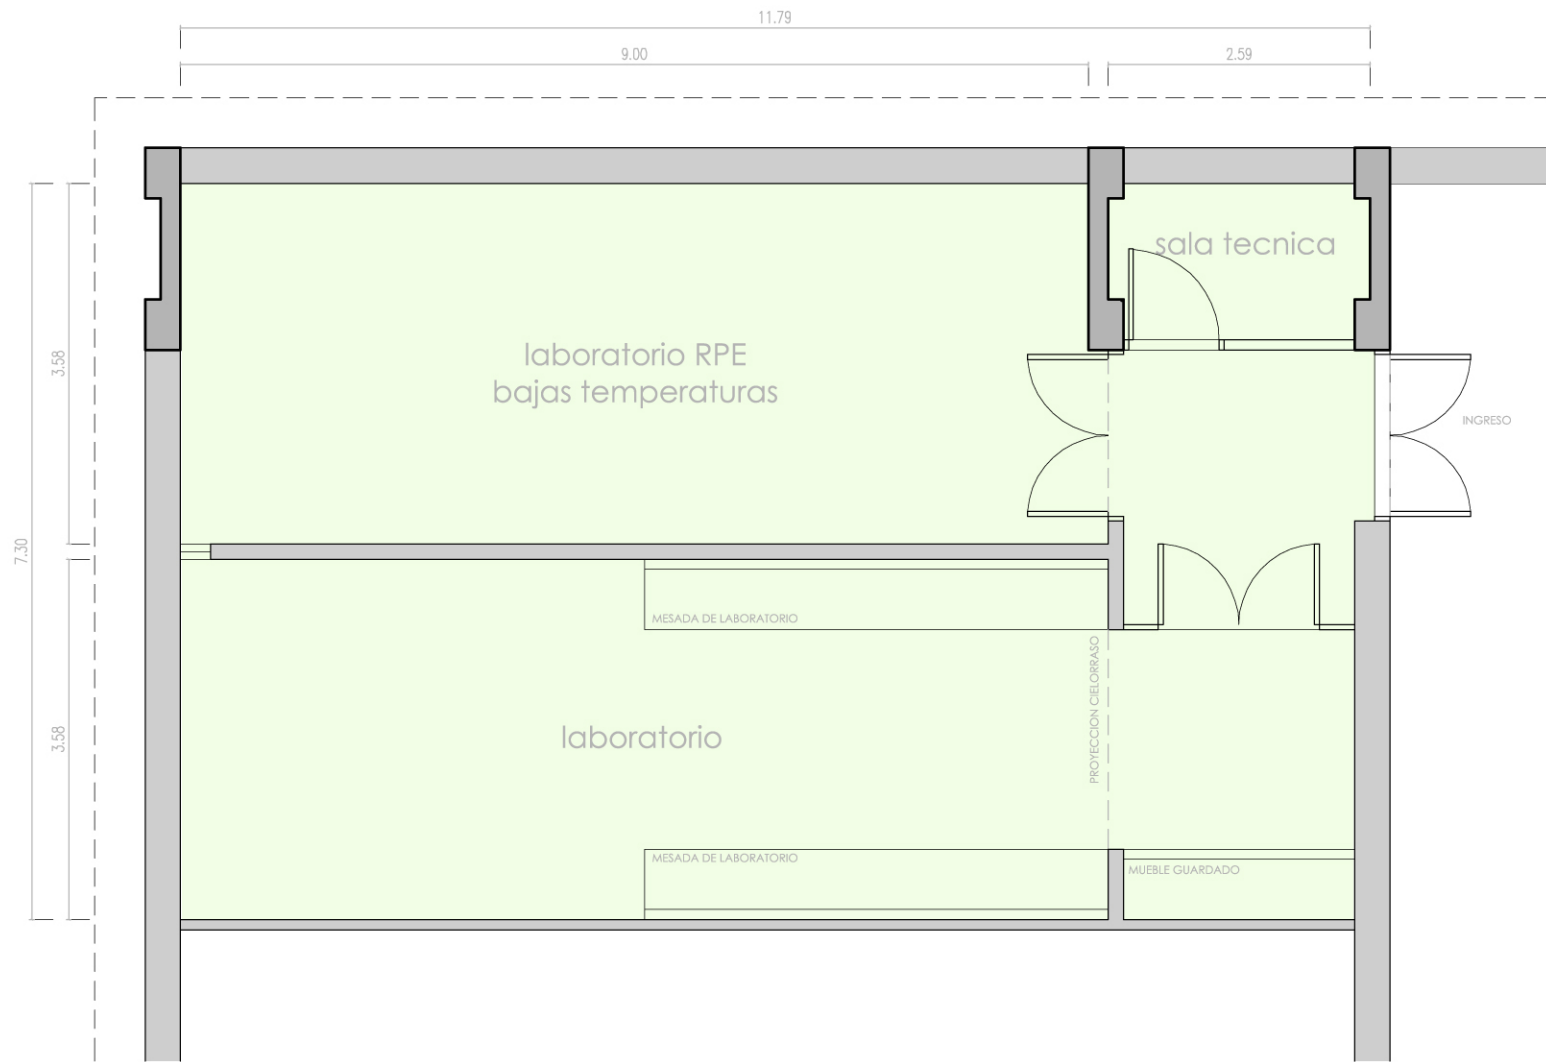 11.79
9.00
2.59
sala tecnica
laboratorio RPE
bajas temperaturas
3.58
INGRESO
7.30
MESADA DE LABORATORIO
PROYECCION CIELORRASO
laboratorio
3.58
MESADA DE LABORATORIO
MUEBLE GUARDADO